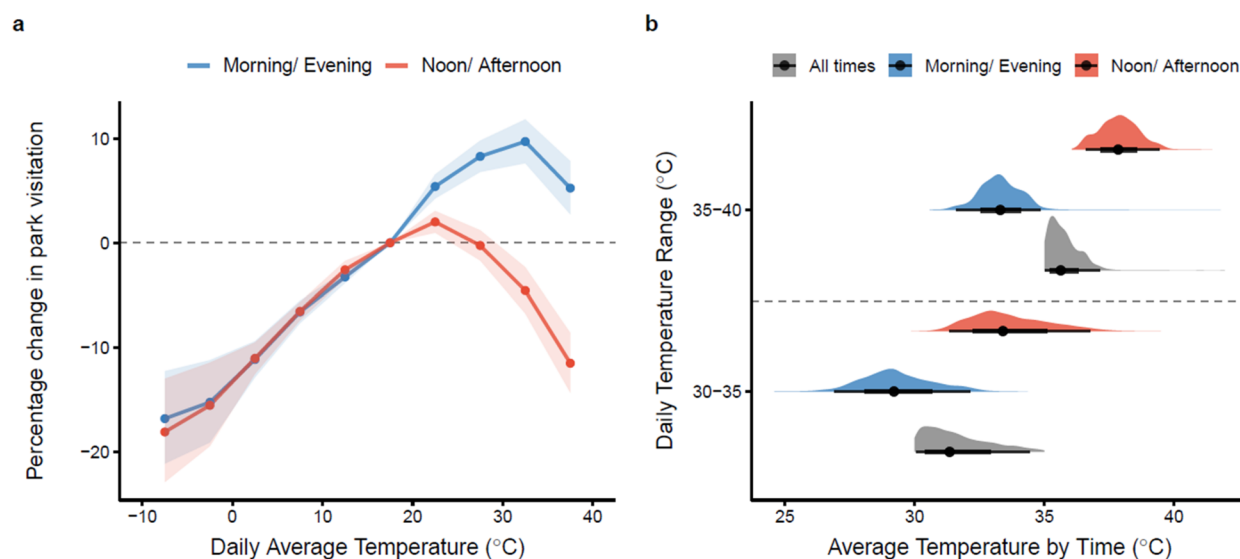 a
Morning/ Evening Noon/ Afternoon
Percentage change in park visitation
10
0
−10
−20
−10 0 10 20 30 40
Daily Average Temperature (°C)
b
All times Morning/ Evening Noon/ Afternoon
Daily Temperature Range (°C)
35−40
30−35
25 30 35 40
Average Temperature by Time (°C)